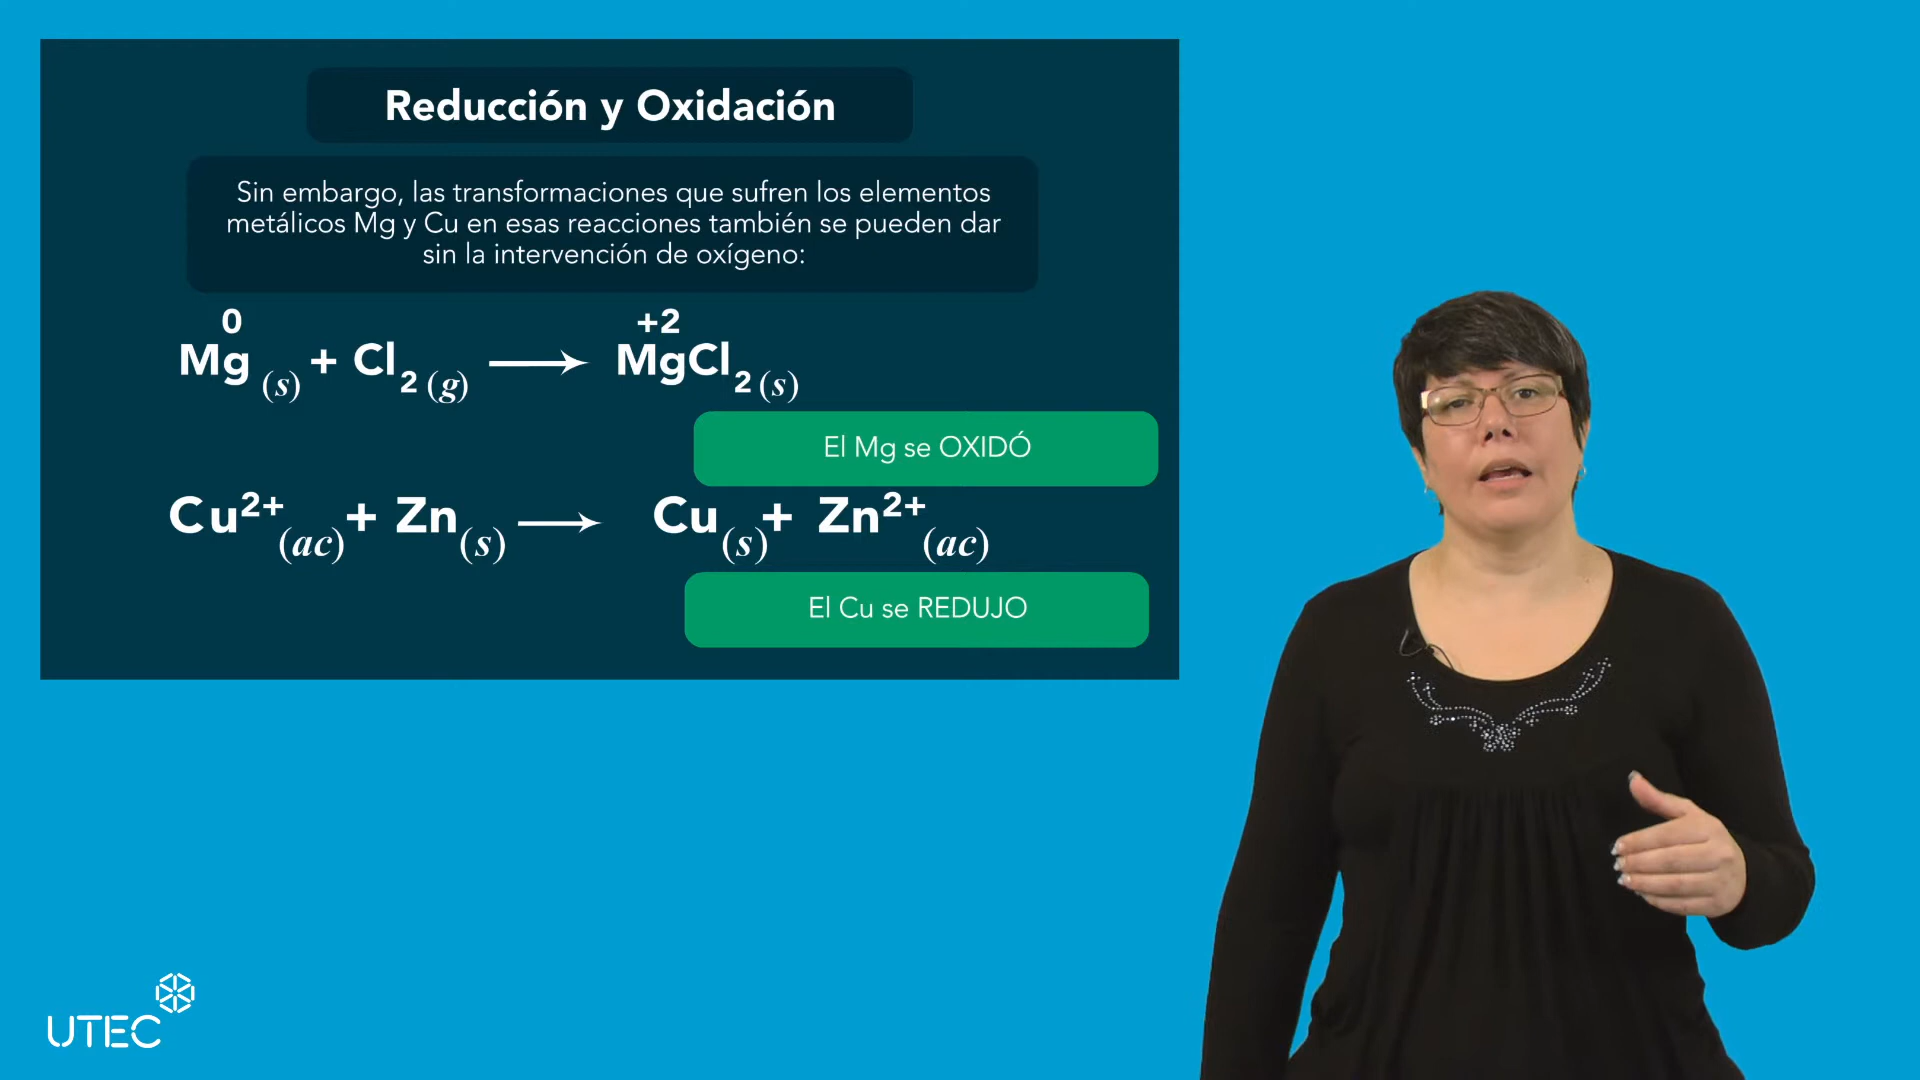 Reducción y Oxidación
Sin embargo, las transformaciones que sufren los elementos
metálicos Mg y Cu en esas reacciones también se pueden dar
sin la intervención de oxígeno:
0 +2
Mg (s) + Cl2 (g) ⟶ MgCl2 (s)
El Mg se OXIDÓ
Cu²⁺(ac) + Zn(s) ⟶ Cu(s) + Zn²⁺(ac)
El Cu se REDUJO
UTEC